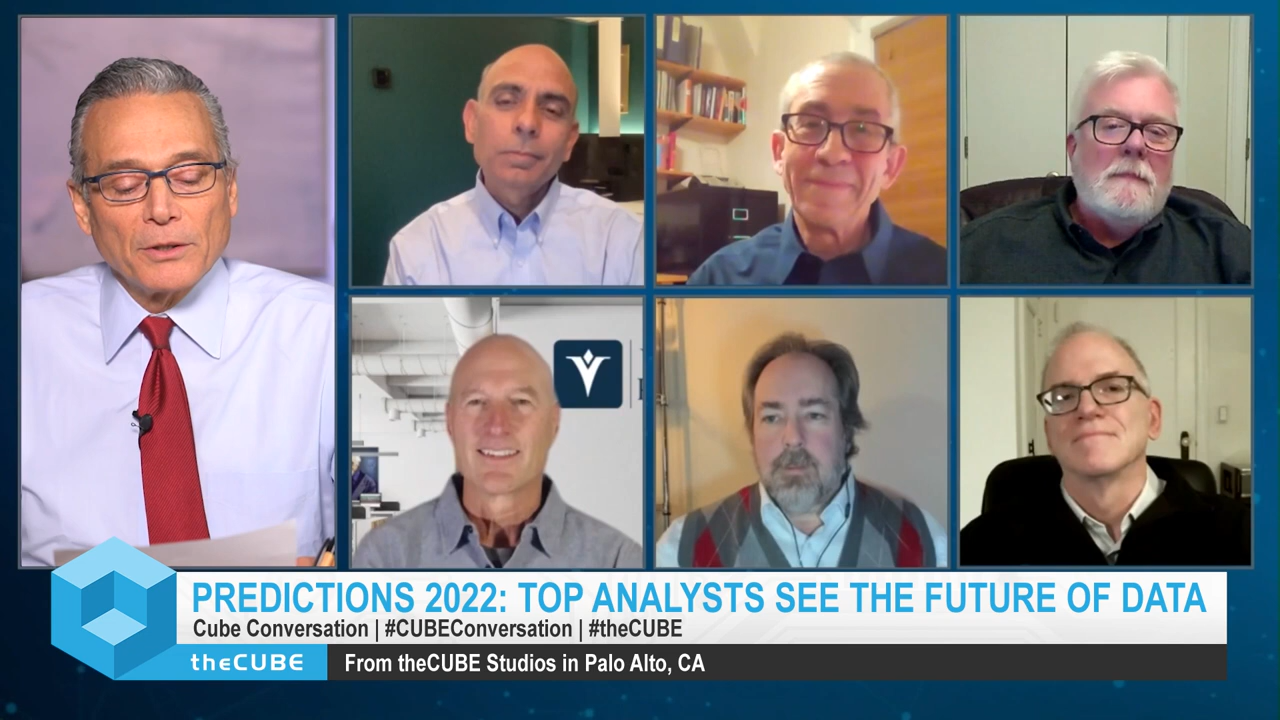 PREDICTIONS 2022: TOP ANALYSTS SEE THE FUTURE OF DATA
Cube Conversation | #CUBEConversation | #theCUBE
theCUBE
From theCUBE Studios in Palo Alto, CA